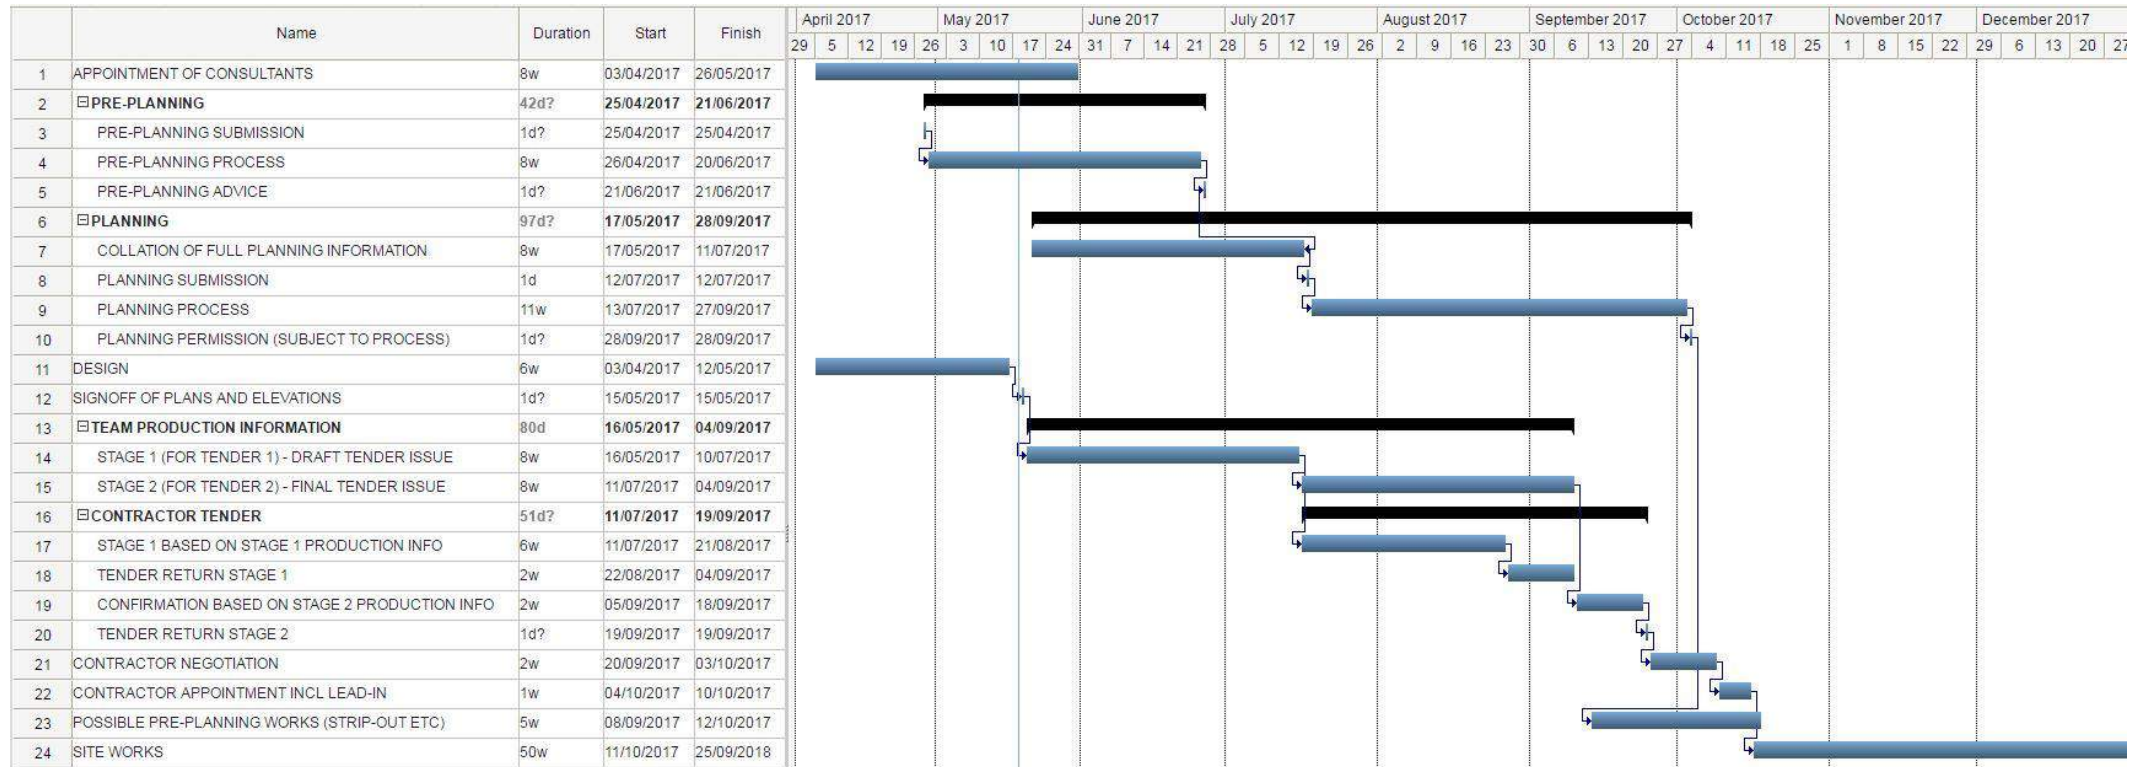 Name Duration Start Finish April 2017 May 2017 June 2017 July 2017 August 2017 September 2017 October 2017 November 2017 December 2017
29 5 12 19 26 3 10 17 24 31 7 14 21 28 5 12 19 26 2 9 16 23 30 6 13 20 27 4 11 18 25 1 8 15 22 29 6 13 20 27
1 APPOINTMENT OF CONSULTANTS 8w 03/04/2017 26/05/2017
2 PRE-PLANNING 42d? 25/04/2017 21/06/2017
3 PRE-PLANNING SUBMISSION 1d? 25/04/2017 25/04/2017
4 PRE-PLANNING PROCESS 8w 26/04/2017 20/06/2017
5 PRE-PLANNING ADVICE 1d? 21/06/2017 21/06/2017
6 PLANNING 97d? 17/05/2017 28/09/2017
7 COLLATION OF FULL PLANNING INFORMATION 8w 17/05/2017 11/07/2017
8 PLANNING SUBMISSION 1d 12/07/2017 12/07/2017
9 PLANNING PROCESS 11w 13/07/2017 27/09/2017
10 PLANNING PERMISSION (SUBJECT TO PROCESS) 1d? 28/09/2017 28/09/2017
11 DESIGN 6w 03/04/2017 12/05/2017
12 SIGNOFF OF PLANS AND ELEVATIONS 1d? 15/05/2017 15/05/2017
13 TEAM PRODUCTION INFORMATION 80d 16/05/2017 04/09/2017
14 STAGE 1 (FOR TENDER 1) - DRAFT TENDER ISSUE 8w 16/05/2017 10/07/2017
15 STAGE 2 (FOR TENDER 2) - FINAL TENDER ISSUE 8w 11/07/2017 04/09/2017
16 CONTRACTOR TENDER 51d? 11/07/2017 19/09/2017
17 STAGE 1 BASED ON STAGE 1 PRODUCTION INFO 6w 11/07/2017 21/08/2017
18 TENDER RETURN STAGE 1 2w 22/08/2017 04/09/2017
19 CONFIRMATION BASED ON STAGE 2 PRODUCTION INFO 2w 05/09/2017 18/09/2017
20 TENDER RETURN STAGE 2 1d? 19/09/2017 19/09/2017
21 CONTRACTOR NEGOTIATION 2w 20/09/2017 03/10/2017
22 CONTRACTOR APPOINTMENT INCL LEAD-IN 1w 04/10/2017 10/10/2017
23 POSSIBLE PRE-PLANNING WORKS (STRIP-OUT ETC) 5w 08/09/2017 12/10/2017
24 SITE WORKS 50w 11/10/2017 25/09/2018